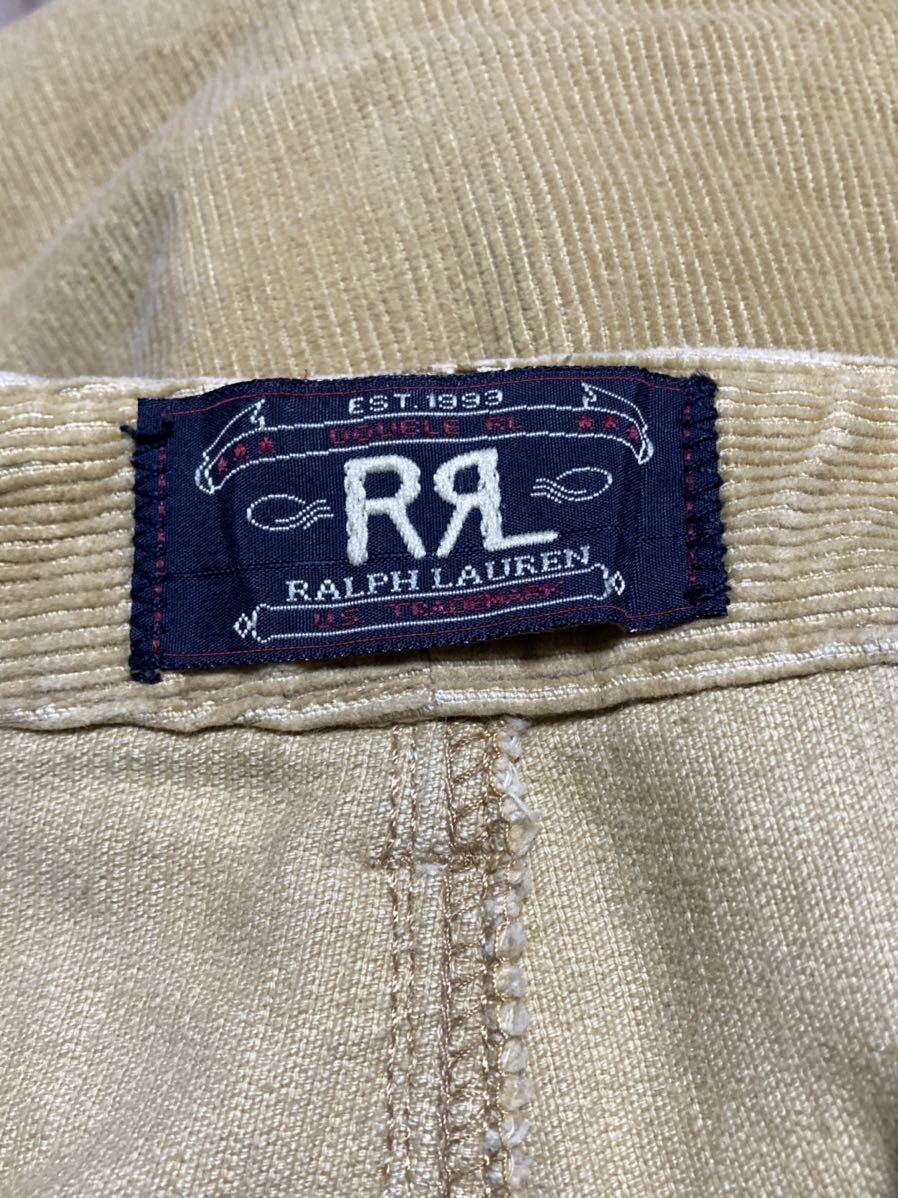 EST. 1993
DOUBLE RL
RRL
RALPH LAUREN
U.S. TRADEMARK